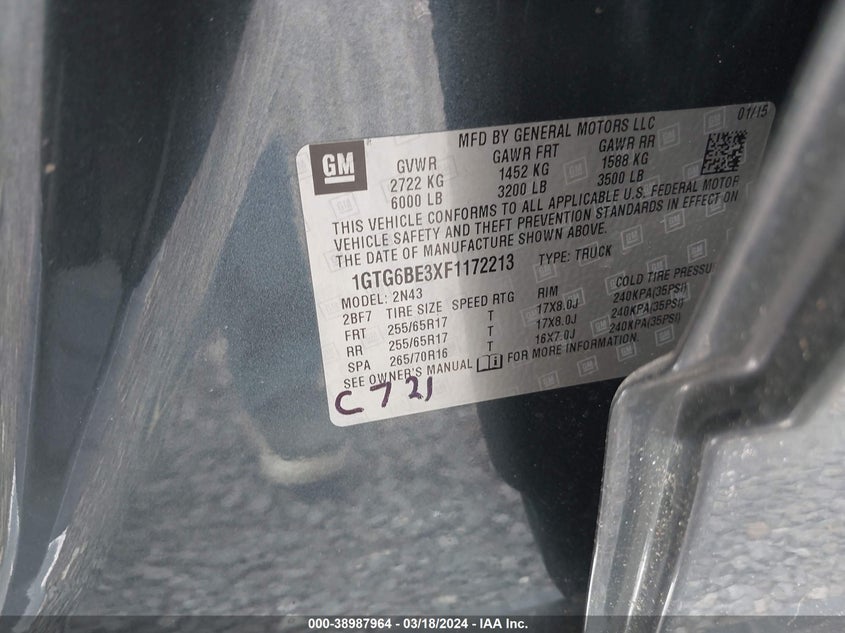 01/15
MFD BY GENERAL MOTORS LLC
GM
GVWR GAWR FRT GAWR RR
2722 KG 1452 KG 1588 KG
6000 LB 3200 LB 3500 LB
THIS VEHICLE CONFORMS TO ALL APPLICABLE U.S. FEDERAL MOTOR
VEHICLE SAFETY AND THEFT PREVENTION STANDARDS IN EFFECT ON
THE DATE OF MANUFACTURE SHOWN ABOVE.
1GTG6BE3XF1172213 TYPE: TRUCK
MODEL: 2N43
2BF7 TIRE SIZE SPEED RTG RIM COLD TIRE PRESSU
FRT 255/65R17 T 17X8.0J 240KPA(35PSI)
RR 255/65R17 T 17X8.0J 240KPA(35PSI)
SPA 265/70R16 T 16X7.0J 240KPA(35PSI)
SEE OWNER'S MANUAL FOR MORE INFORMATION.
C 721
000-38987964 / 03/18/2024 - IAA Inc.